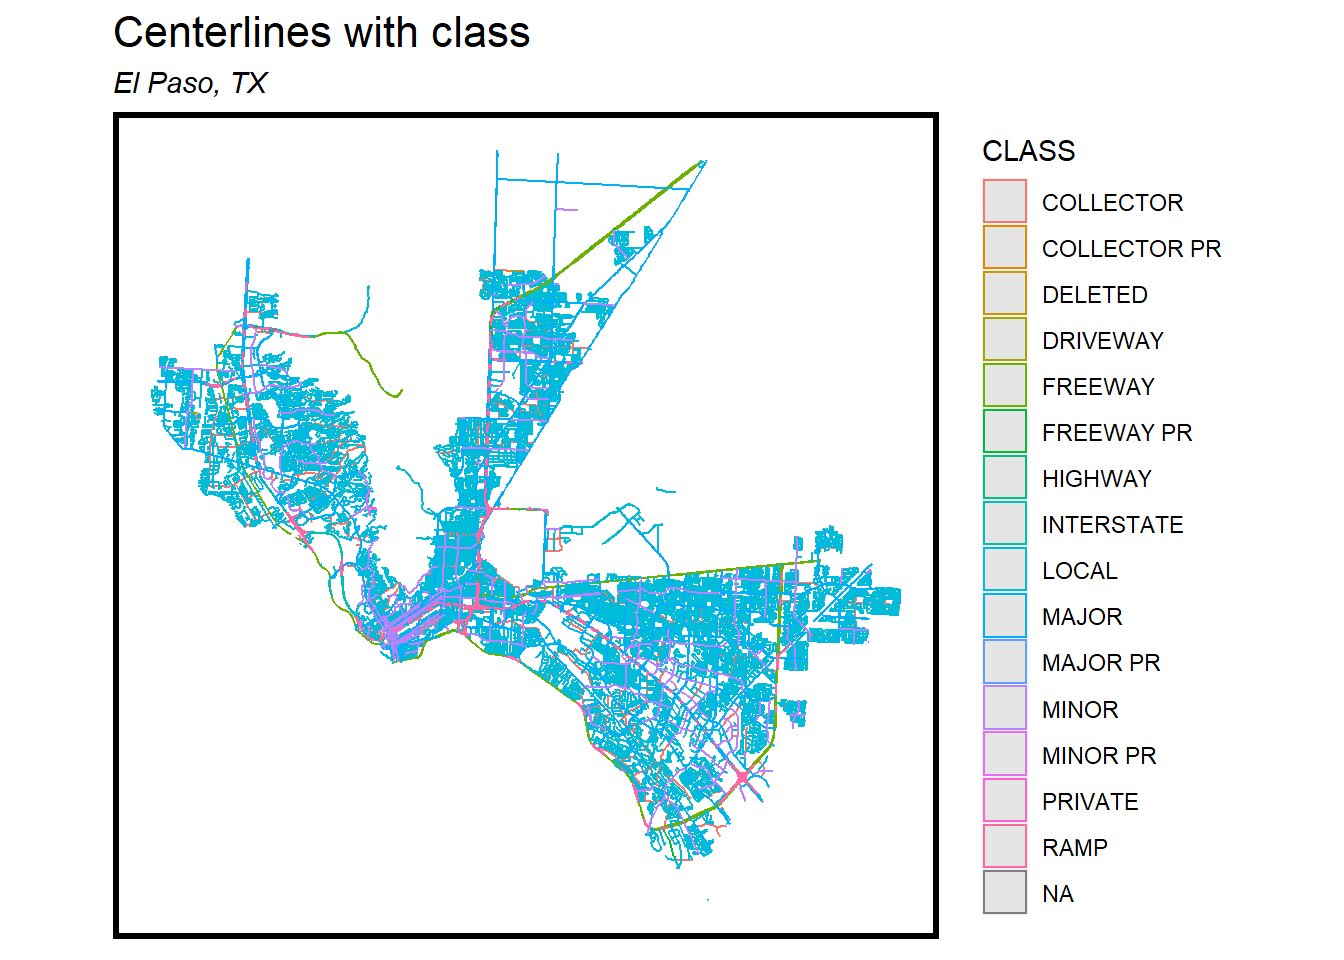 Centerlines with class
El Paso, TX
CLASS
COLLECTOR
COLLECTOR PR
DELETED
DRIVEWAY
FREEWAY
FREEWAY PR
HIGHWAY
INTERSTATE
LOCAL
MAJOR
MAJOR PR
MINOR
MINOR PR
PRIVATE
RAMP
NA